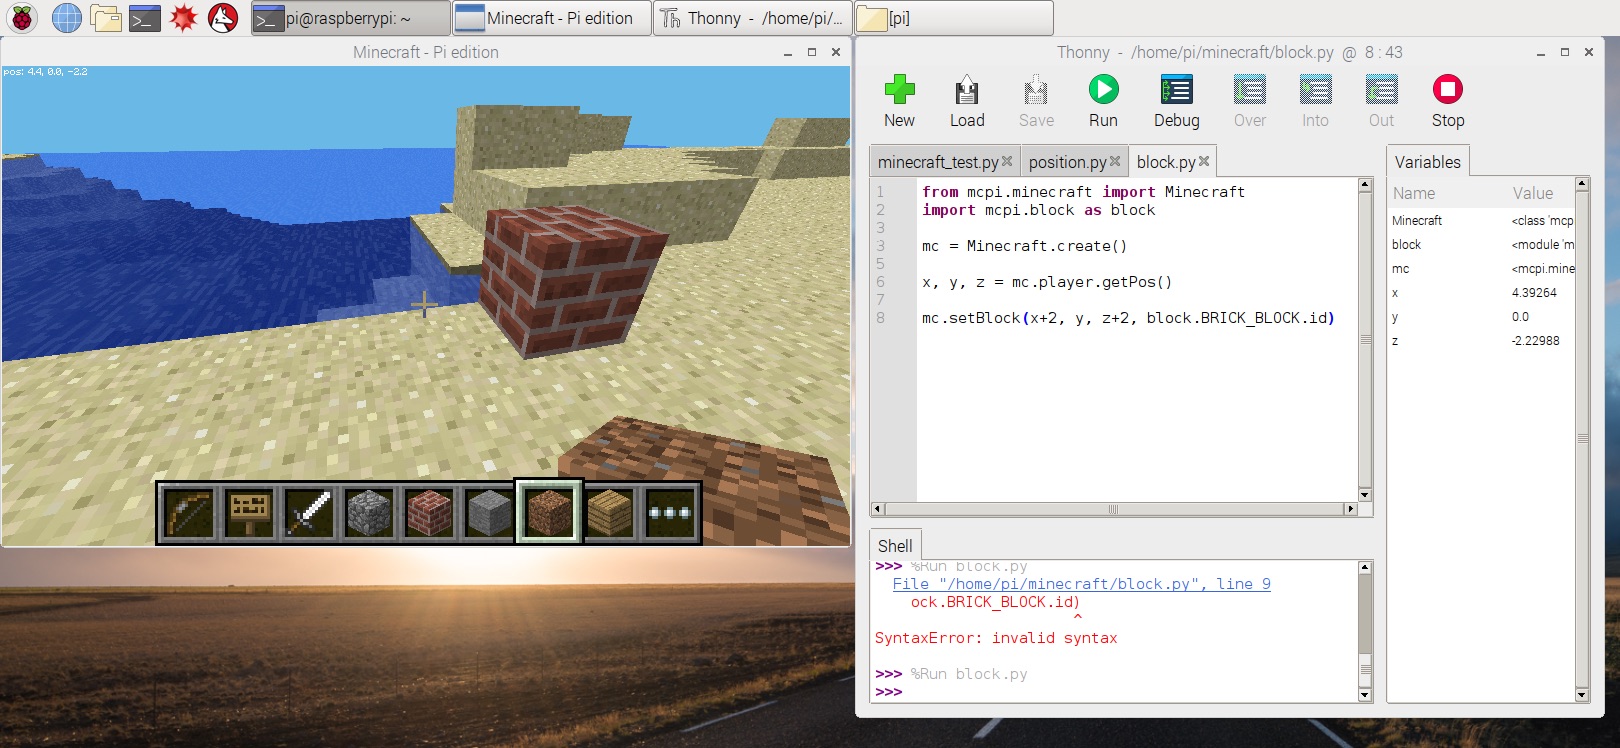 pi@raspberrypi: ~
Minecraft - Pi edition
Thonny  -  /home/pi/...
[pi]
Minecraft - Pi edition
pos: 4.4, 0.0, -2.2
Thonny  -  /home/pi/minecraft/block.py  @  8 : 43
New
Load
Save
Run
Debug
Over
Into
Out
Stop
minecraft_test.py
position.py
block.py
1 from mcpi.minecraft import Minecraft
2 import mcpi.block as block
3
3 mc = Minecraft.create()
5
6 x, y, z = mc.player.getPos()
7
8 mc.setBlock(x+2, y, z+2, block.BRICK_BLOCK.id)
Variables
Name Value
Minecraft <class 'mcp
block <module 'm
mc <mcpi.mine
x 4.39264
y 0.0
z -2.22988
Shell
>>> %Run block.py
File "/home/pi/minecraft/block.py", line 9
ock.BRICK_BLOCK.id)
^
SyntaxError: invalid syntax
>>> %Run block.py
>>>